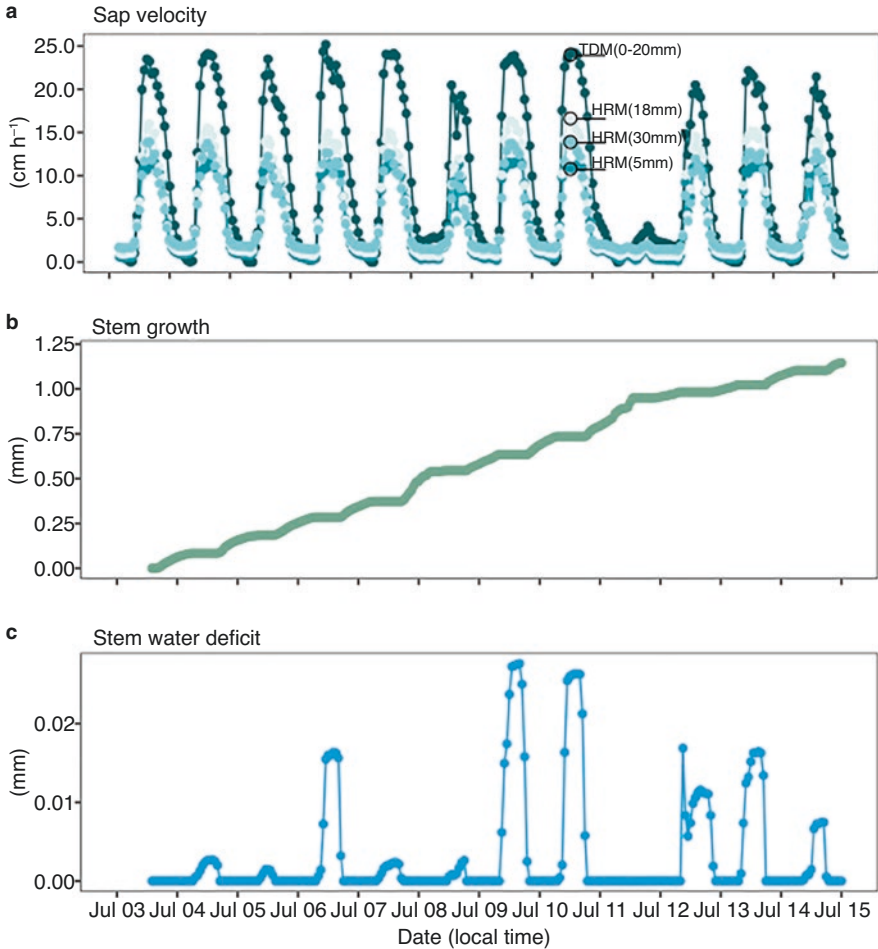 a
Sap velocity
25.0
20.0
15.0
10.0
5.0
0.0
(cm h⁻¹)
TDM(0-20mm)
HRM(18mm)
HRM(30mm)
HRM(5mm)
b
Stem growth
1.25
1.00
0.75
0.50
0.25
0.00
(mm)
c
Stem water deficit
0.02
0.01
0.00
(mm)
Jul 03 Jul 04 Jul 05 Jul 06 Jul 07 Jul 08 Jul 09 Jul 10 Jul 11 Jul 12 Jul 13 Jul 14 Jul 15
Date (local time)